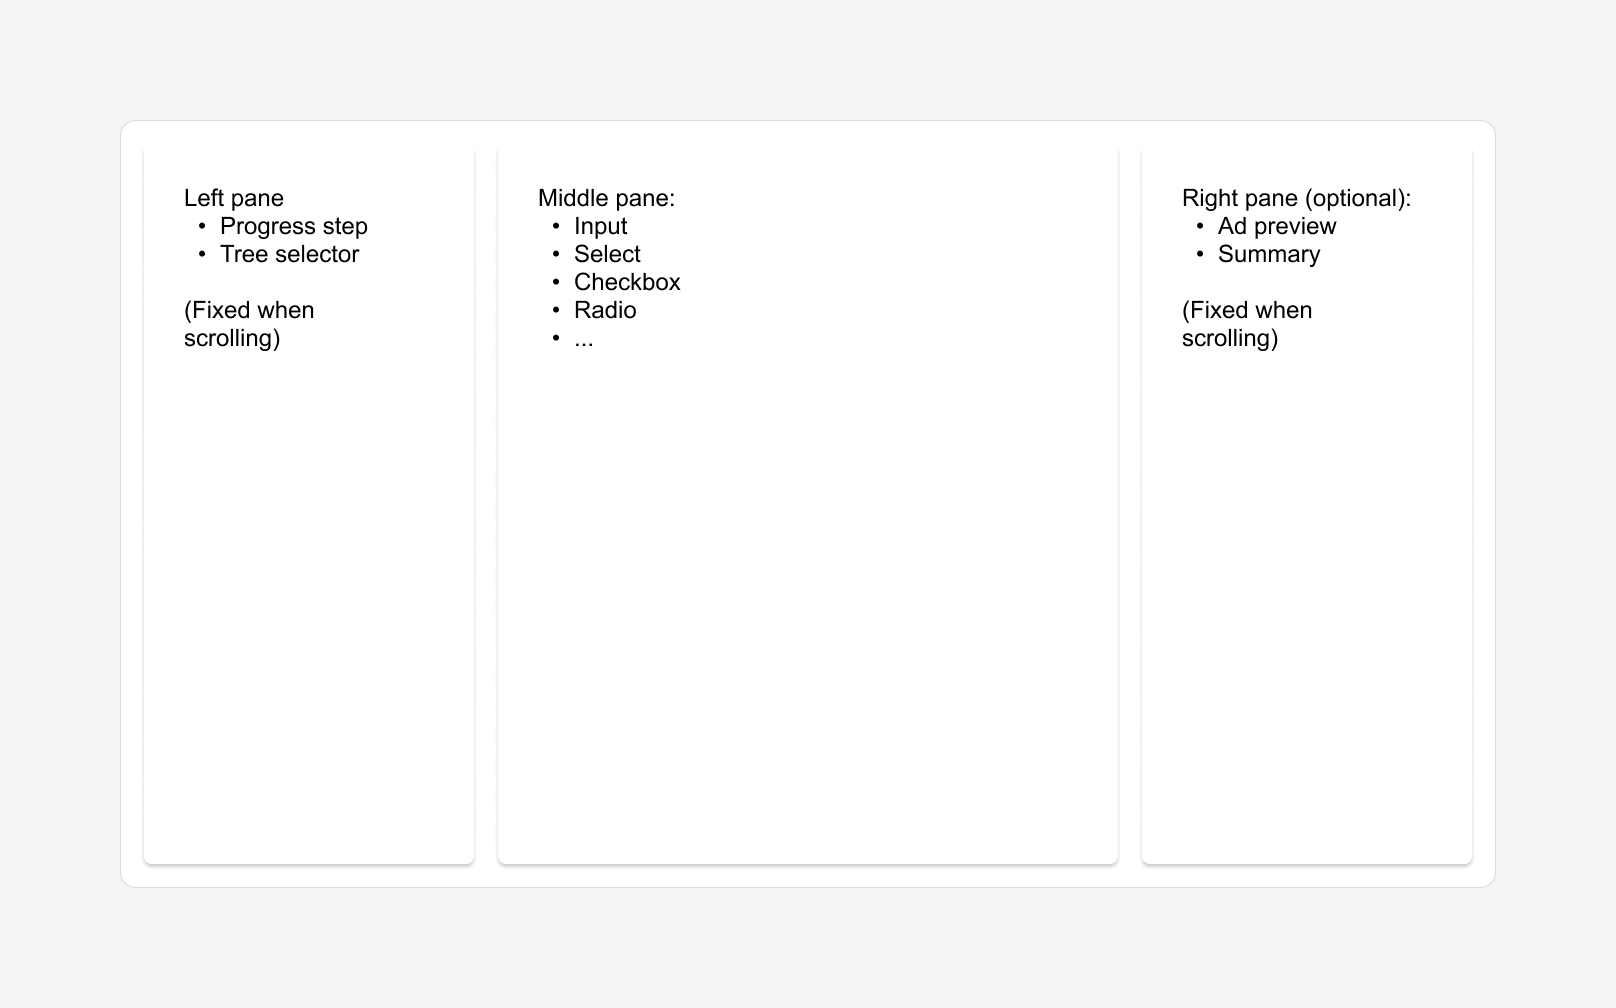 Left pane
• Progress step
• Tree selector
(Fixed when
scrolling)
Middle pane:
• Input
• Select
• Checkbox
• Radio
• ...
Right pane (optional):
• Ad preview
• Summary
(Fixed when
scrolling)